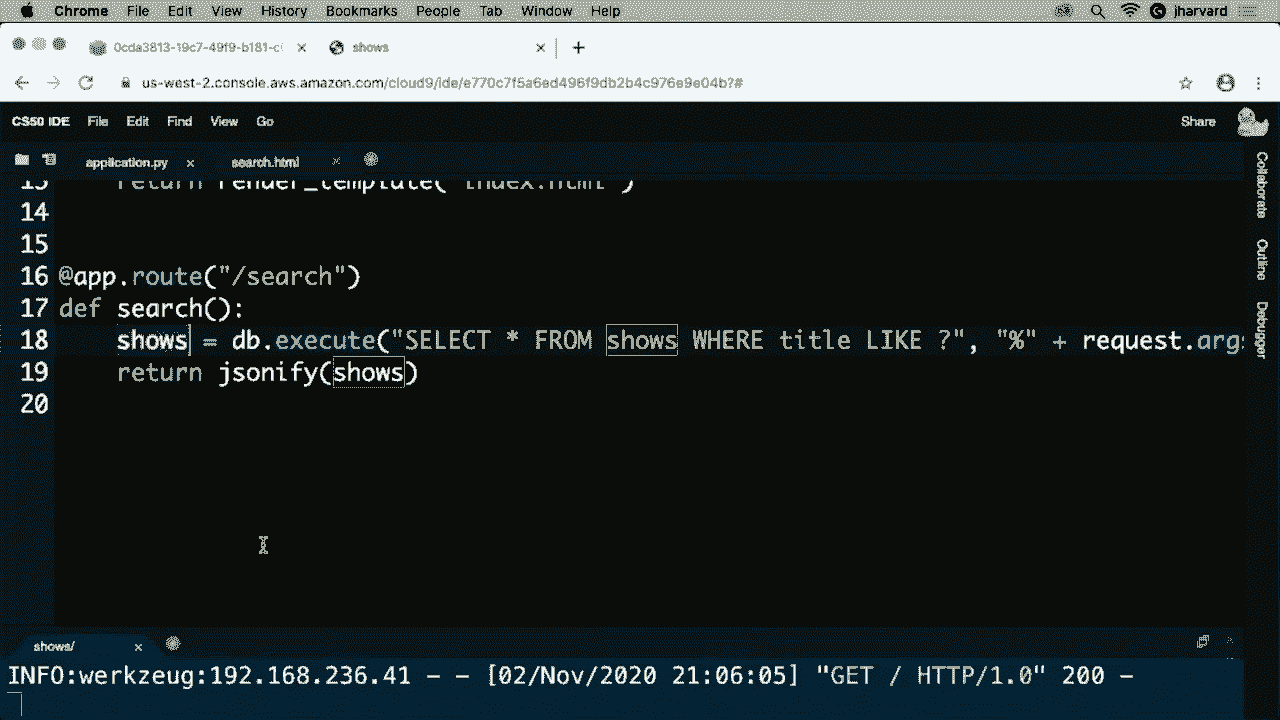 Chrome File Edit View History Bookmarks People Tab Window Help jharvard
0cda3813-19c7-49f9-b181-c shows
us-west-2.console.aws.amazon.com/cloud9/ide/e770c7f5a6ed496f9db2b4c976e9e04b?#
CS50 IDE File Edit Find View Go Share
application.py search.html
13 return render_template("index.html")
14
15
16 @app.route("/search")
17 def search():
18 shows = db.execute("SELECT * FROM shows WHERE title LIKE ?", "%" + request.args
19 return jsonify(shows)
20
Collaborate
Outline
Debugger
shows/
INFO:werkzeug:192.168.236.41 - - [02/Nov/2020 21:06:05] "GET / HTTP/1.0" 200 -